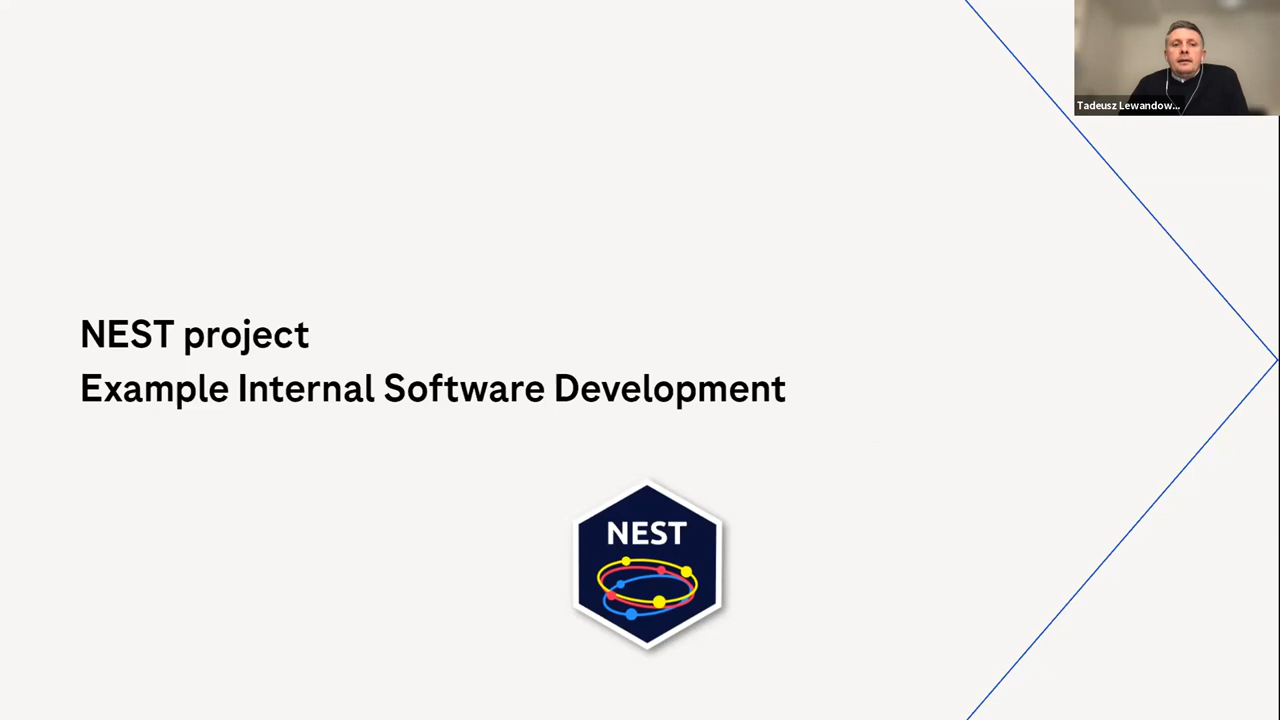 Tadeusz Lewandow...
NEST project
Example Internal Software Development
NEST